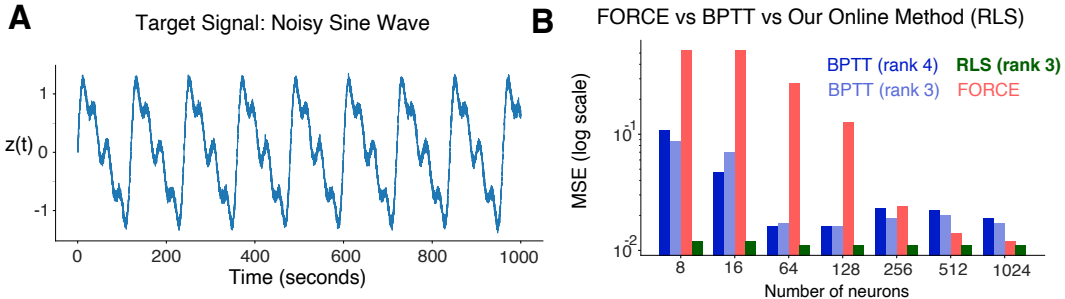 A
Target Signal: Noisy Sine Wave
z(t)
1
0
-1
0 200 400 600 800 1000
Time (seconds)
B
FORCE vs BPTT vs Our Online Method (RLS)
BPTT (rank 4) RLS (rank 3)
BPTT (rank 3) FORCE
MSE (log scale)
10¹
10⁻²
8 16 64 128 256 512 1024
Number of neurons